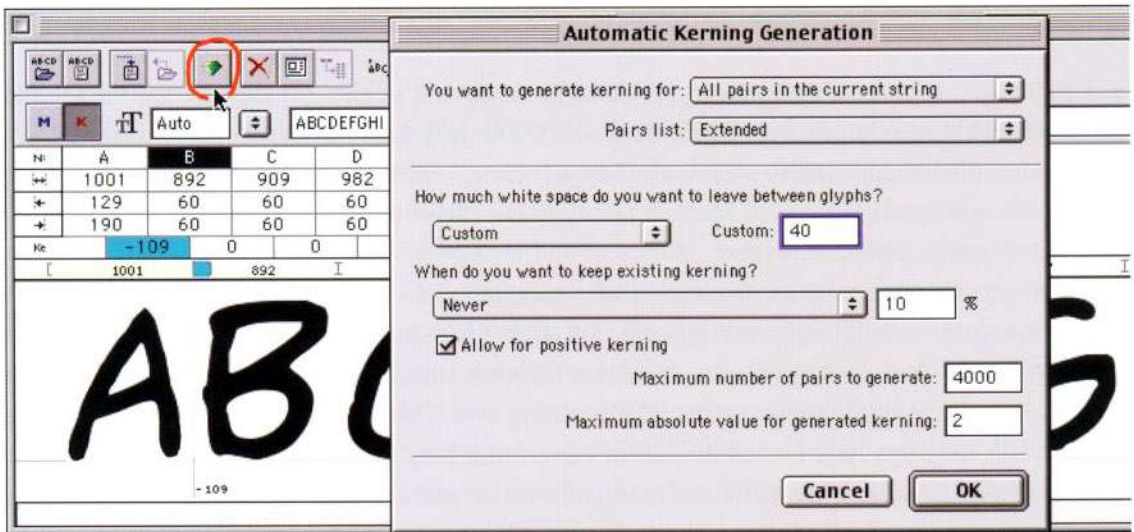 ABCD ABCD
ABC
M K TT Auto ABCDEFGHI
N: A B C D
1001 892 909 982
129 60 60 60
190 60 60 60
Ke -109 0 0
1001 892
ABC
G
-109
Automatic Kerning Generation
You want to generate kerning for: All pairs in the current string
Pairs list: Extended
How much white space do you want to leave between glyphs?
Custom Custom: 40
When do you want to keep existing kerning?
Never 10 %
Allow for positive kerning
Maximum number of pairs to generate: 4000
Maximum absolute value for generated kerning: 2
Cancel OK